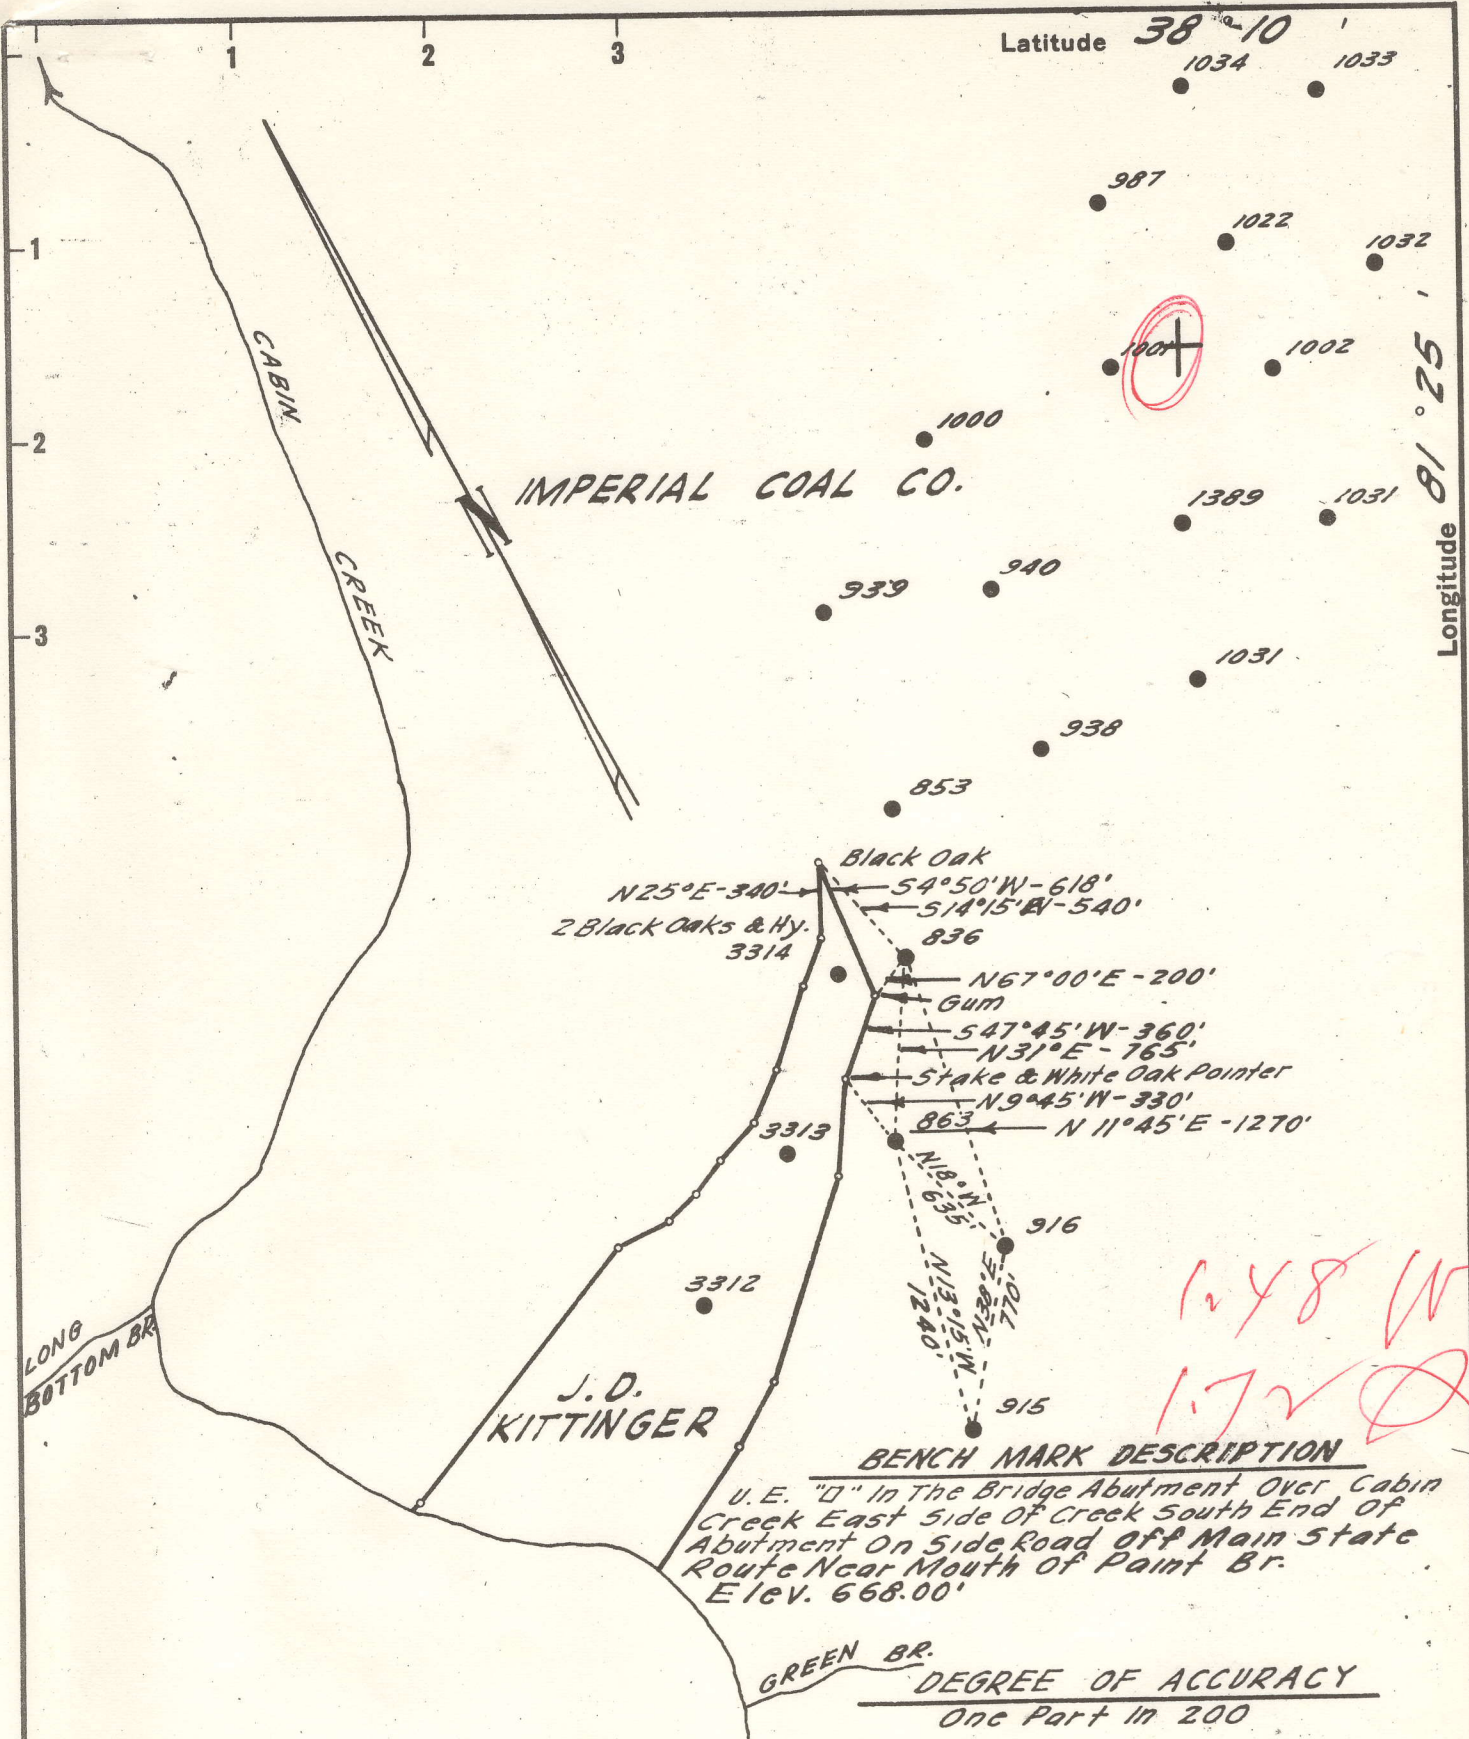 Latitude 38°-10'
1 2 3
1034 1033
987
1022
1032
1
1001
1002
Longitude 81°25'
2
1000
IMPERIAL COAL CO.
CABIN
CREEK
N
1389
1031
940
939
3
1031
938
853
Black Oak
N25°E-340'
S4°50'W-618'
S14°15'W-540'
2 Black Oaks & Hy.
836
3314
N67°00'E-200'
Gum
S47°45'W-360'
N31°E-765'
Stake & White Oak Pointer
N9°45'W-330'
863
N 11°45'E-1270'
3313
N18°W
635'
916
N13°15'W
1240'
N38°E
770'
3312
1.48
1.72
LONG
BOTTOM BR.
J. D.
KITTINGER
915
BENCH MARK DESCRIPTION
U.E. "□" In The Bridge Abutment Over Cabin
Creek East Side Of Creek South End Of
Abutment On Side Road Off Main State
Route Near Mouth Of Paint Br.
Elev. 668.00'
GREEN BR.
DEGREE OF ACCURACY
One Part In 200